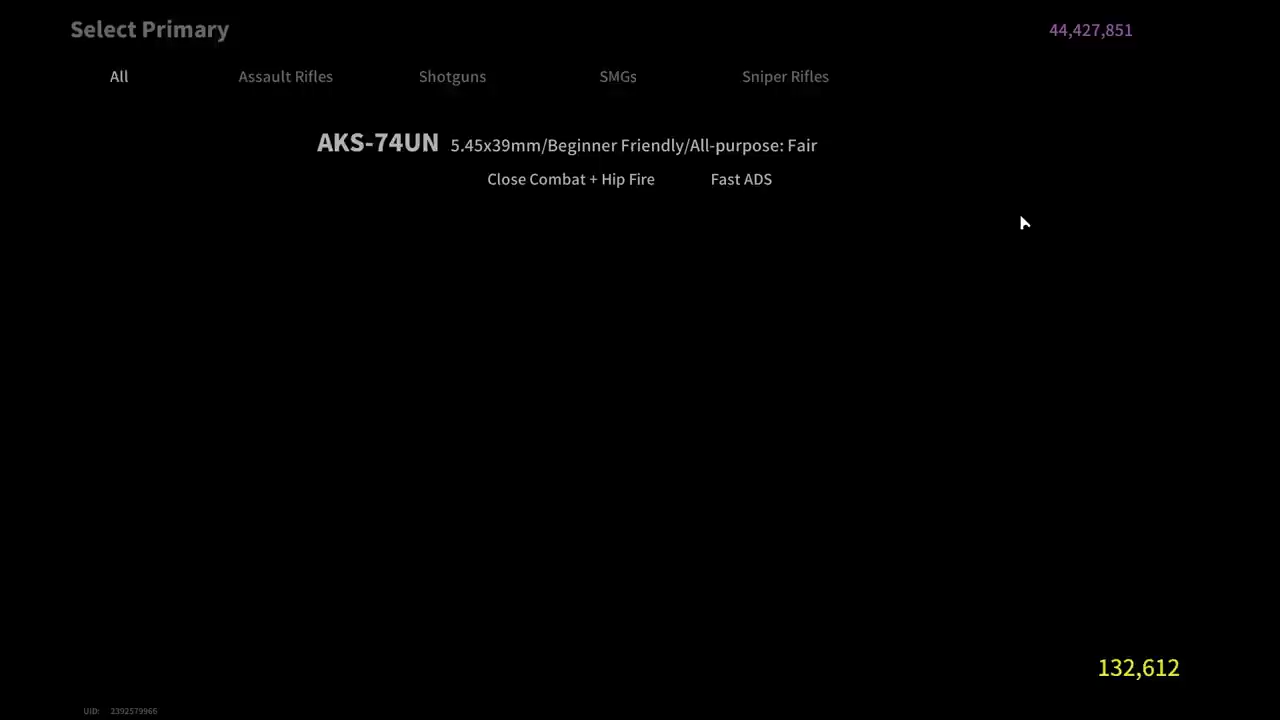 Select Primary 44,427,851
All Assault Rifles Shotguns SMGs Sniper Rifles
AKS-74UN 5.45x39mm/Beginner Friendly/All-purpose: Fair
Close Combat + Hip Fire Fast ADS
132,612
UID: 2392579965